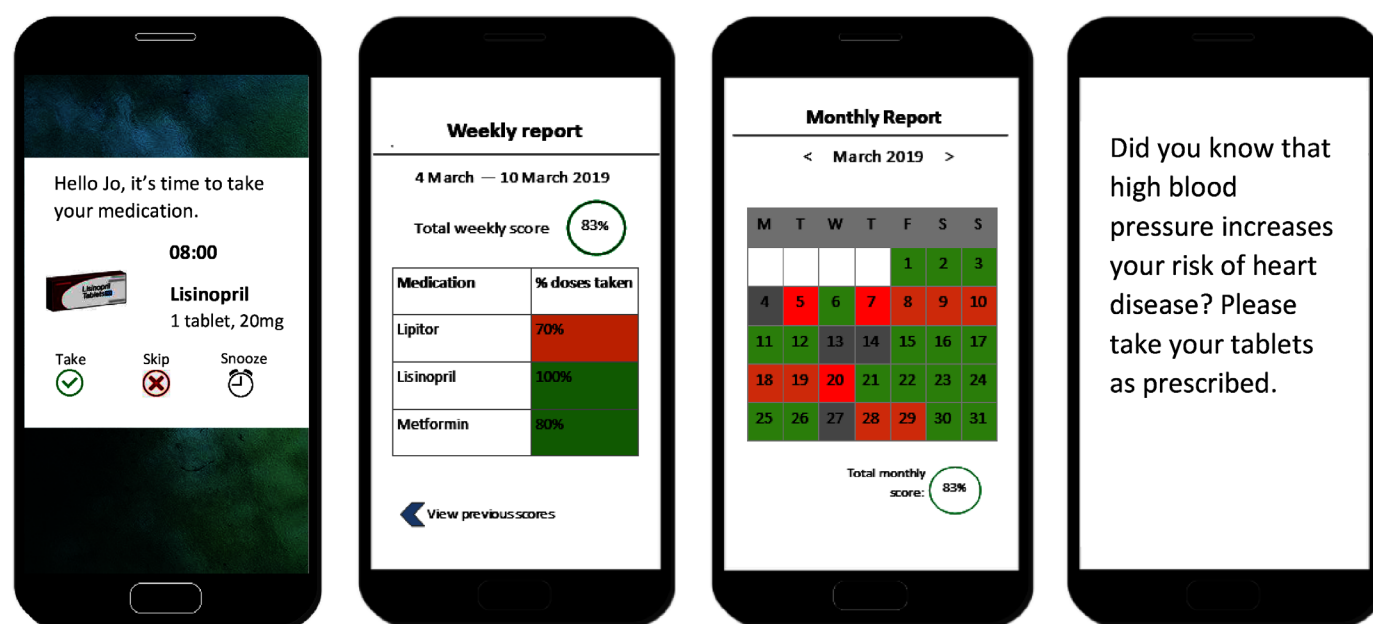 Hello Jo, it's time to take
your medication.
08:00
Lisinopril
Tablets
Lisinopril
1 tablet, 20mg
Take
Skip
Snooze
Weekly report
4 March — 10 March 2019
Total weekly score
83%
Medication
% doses taken
Lipitor
70%
Lisinopril
100%
Metformin
80%
View previous scores
Monthly Report
< March 2019 >
M T W T F S S
1 2 3
4 5 6 7 8 9 10
11 12 13 14 15 16 17
18 19 20 21 22 23 24
25 26 27 28 29 30 31
Total monthly
score:
83%
Did you know that
high blood
pressure increases
your risk of heart
disease? Please
take your tablets
as prescribed.